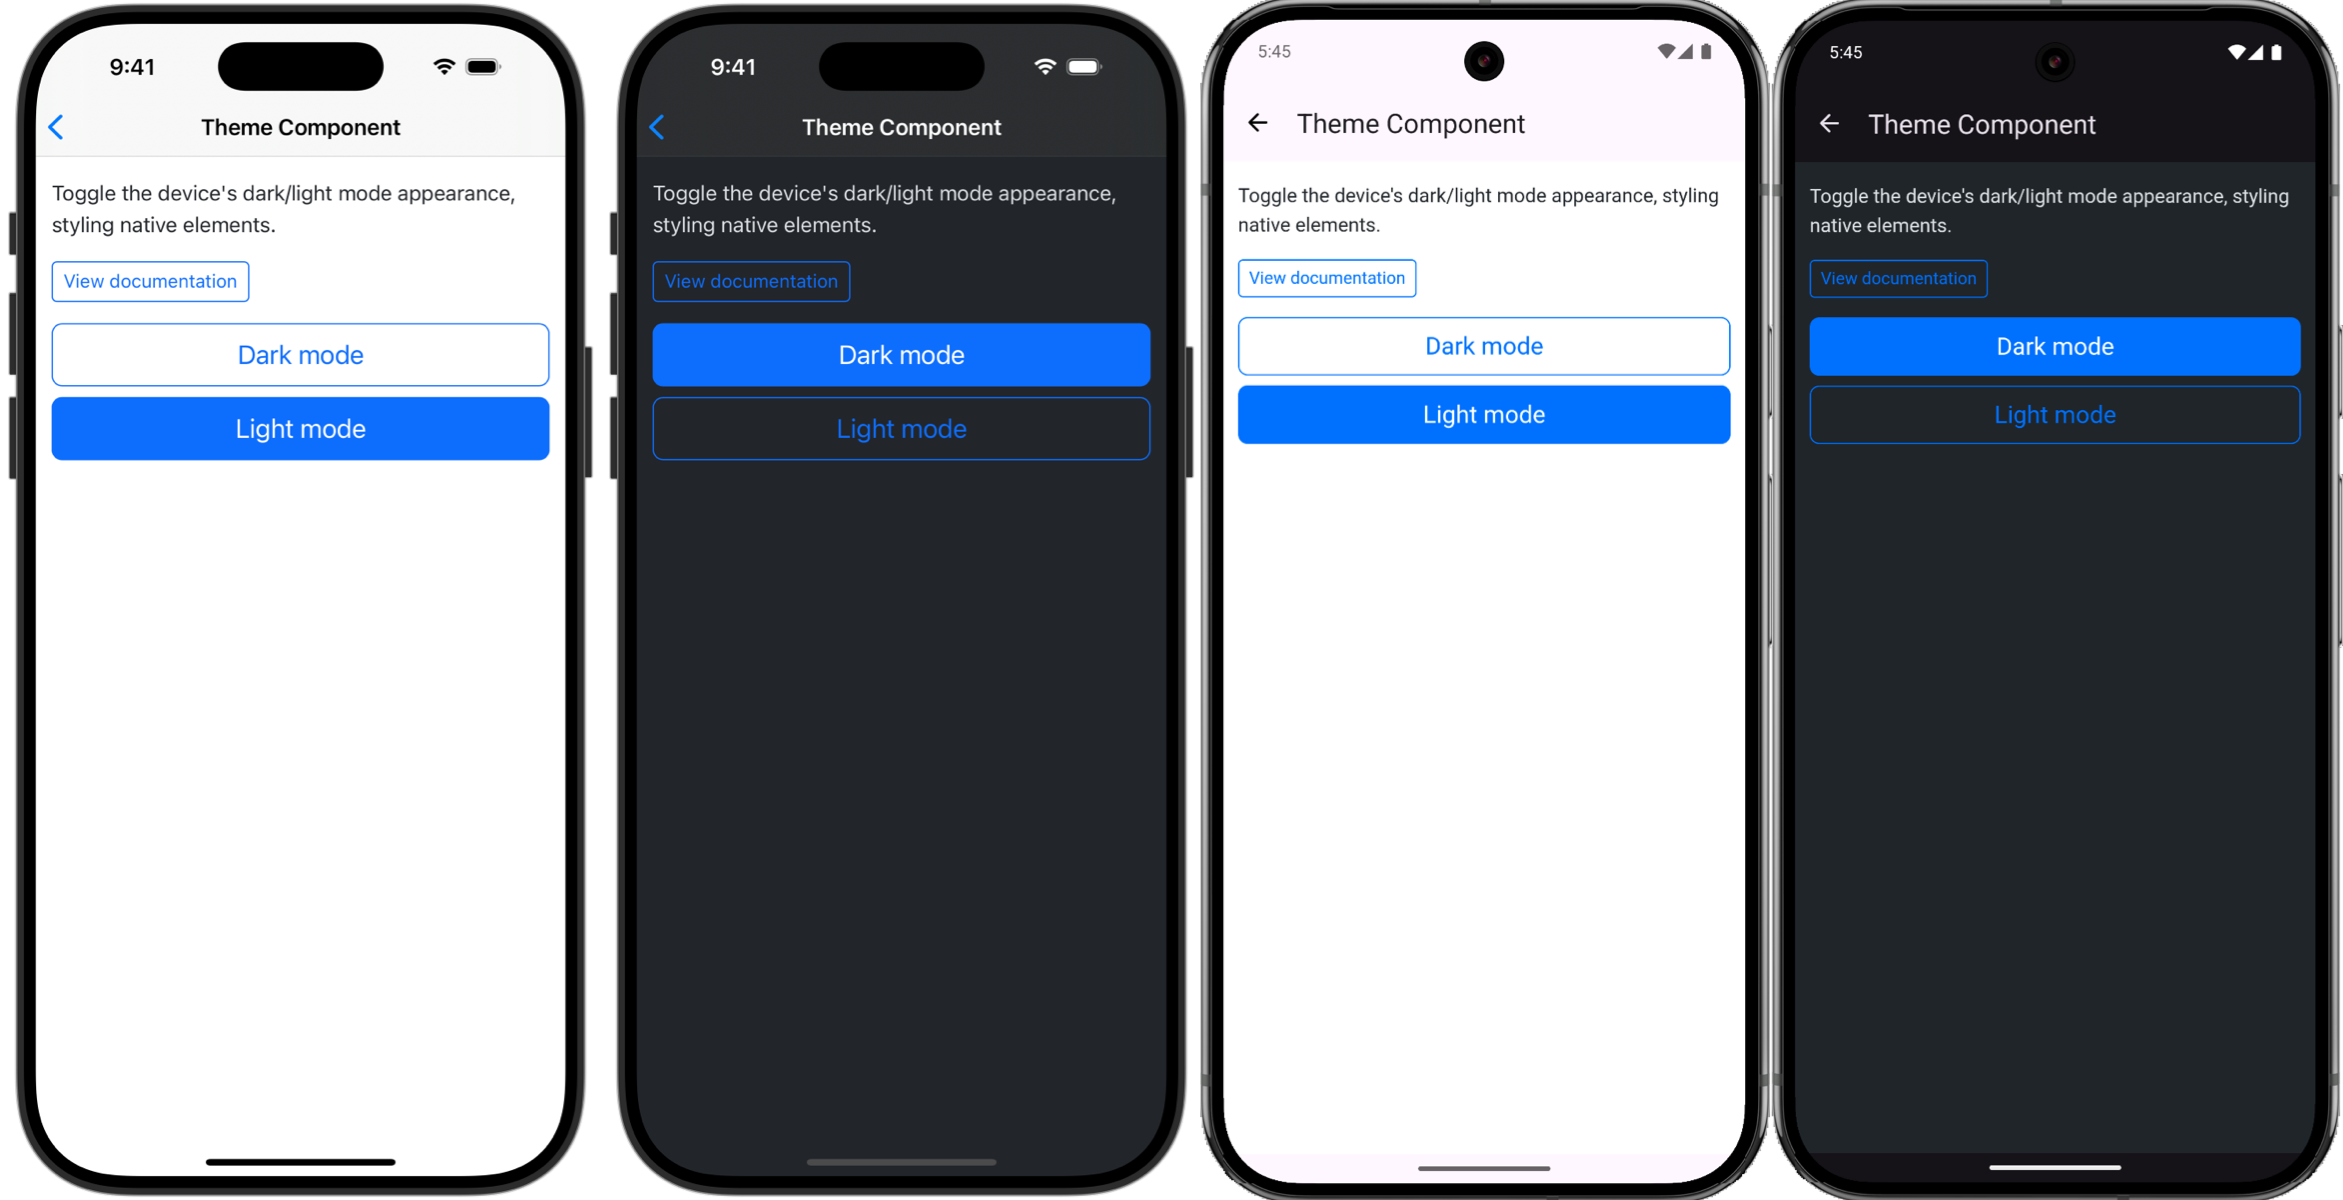 9:41
Theme Component
Toggle the device's dark/light mode appearance,
styling native elements.
View documentation
Dark mode
Light mode
9:41
Theme Component
Toggle the device's dark/light mode appearance,
styling native elements.
View documentation
Dark mode
Light mode
5:45
Theme Component
Toggle the device's dark/light mode appearance, styling
native elements.
View documentation
Dark mode
Light mode
5:45
Theme Component
Toggle the device's dark/light mode appearance, styling
native elements.
View documentation
Dark mode
Light mode